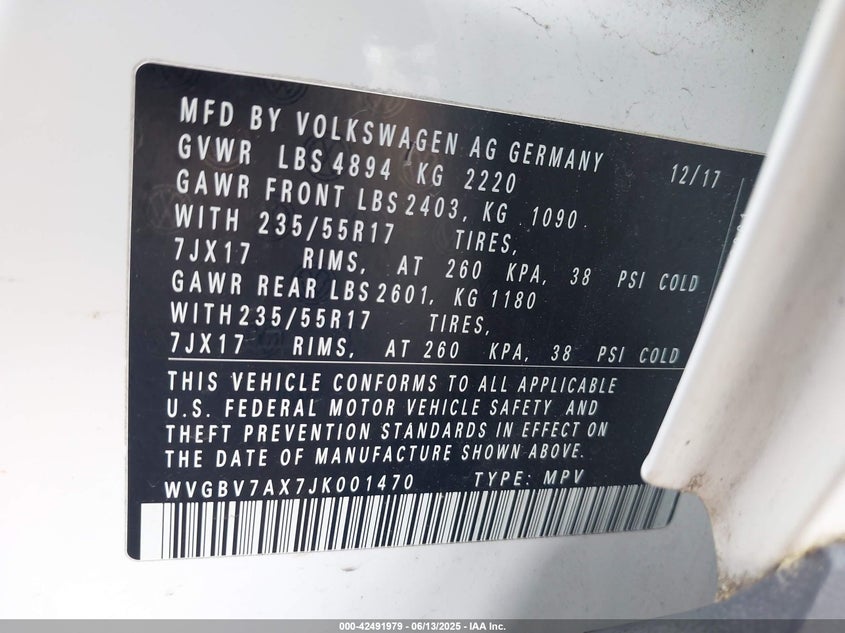 MFD BY VOLKSWAGEN AG GERMANY 12/17
GVWR LBS 4894 KG 2220
GAWR FRONT LBS 2403, KG 1090
WITH 235/55R17 TIRES,
7JX17 RIMS, AT 260 KPA, 38 PSI COLD
GAWR REAR LBS 2601, KG 1180
WITH 235/55R17 TIRES,
7JX17 RIMS, AT 260 KPA, 38 PSI COLD
THIS VEHICLE CONFORMS TO ALL APPLICABLE
U.S. FEDERAL MOTOR VEHICLE SAFETY AND
THEFT PREVENTION STANDARDS IN EFFECT ON
THE DATE OF MANUFACTURE SHOWN ABOVE.
WVGBV7AX7JK001470 TYPE: MPV
000-42491979 - 06/13/2025 - IAA Inc.